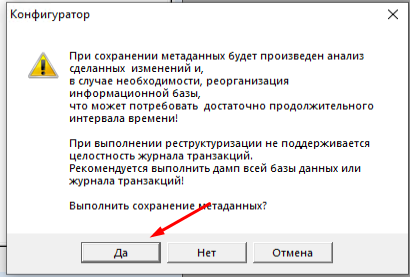 Конфигуратор
При сохранении метаданных будет произведен анализ
сделанных изменений и,
в случае необходимости, реорганизация
информационной базы,
что может потребовать достаточно продолжительного
интервала времени!
При выполнении реструктуризации не поддерживается
целостность журнала транзакций.
Рекомендуется выполнить дамп всей базы данных или
журнала транзакций!
Выполнить сохранение метаданных?
Да Нет Отмена